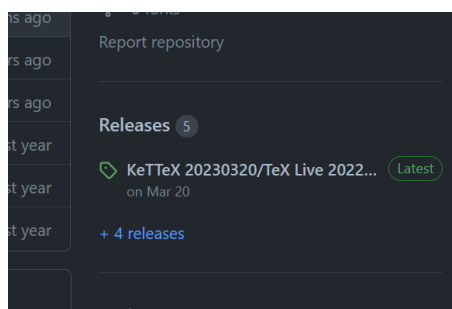 ns ago
Report repository
rs ago
rs ago
Releases 5
st year
KeTTeX 20230320/TeX Live 2022... Latest
st year
on Mar 20
st year
+ 4 releases